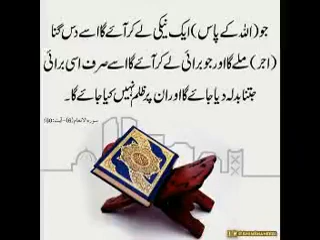 جو (اللہ کے پاس) ایک نیکی لے کر آئے گا اسے دس گنا
(اجر) ملے گا اور جو برائی لے کر آئے گا اسے صرف اسی برائی
جتنا بدلہ دیا جائے گا اور ان پر ظلم نہیں کیا جائے گا۔